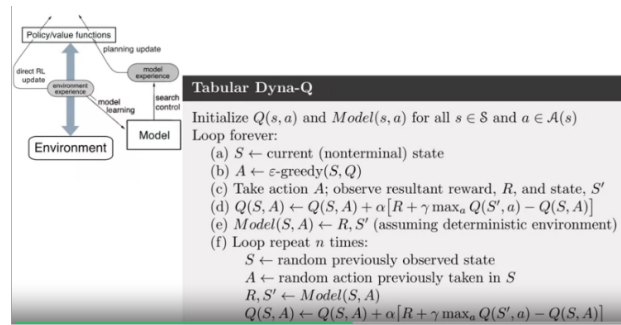 Policy/value functions
planning update
direct RL
update
environment
experience
model
experience
model
learning
search
control
Model
Environment
Tabular Dyna-Q
Initialize Q(s, a) and Model(s, a) for all s ∈ S and a ∈ A(s)
Loop forever:
(a) S ← current (nonterminal) state
(b) A ← ε-greedy(S, Q)
(c) Take action A; observe resultant reward, R, and state, S′
(d) Q(S, A) ← Q(S, A) + α[R + γ maxₐ Q(S′, a) − Q(S, A)]
(e) Model(S, A) ← R, S′ (assuming deterministic environment)
(f) Loop repeat n times:
S ← random previously observed state
A ← random action previously taken in S
R, S′ ← Model(S, A)
Q(S, A) ← Q(S, A) + α[R + γ maxₐ Q(S′, a) − Q(S, A)]